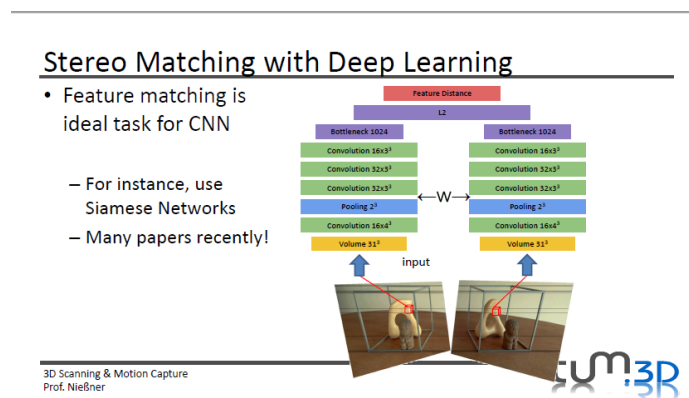 Stereo Matching with Deep Learning
• Feature matching is
ideal task for CNN
– For instance, use
Siamese Networks
– Many papers recently!
Feature Distance
L2
Bottleneck 1024
Bottleneck 1024
Convolution 16x3³
Convolution 16x3³
Convolution 32x3³
Convolution 32x3³
Convolution 32x3³
Convolution 32x3³
←W→
Pooling 2³
Pooling 2³
Convolution 16x4³
Convolution 16x4³
Volume 31³
Volume 31³
input
3D Scanning & Motion Capture
Prof. Nießner
tum.3D